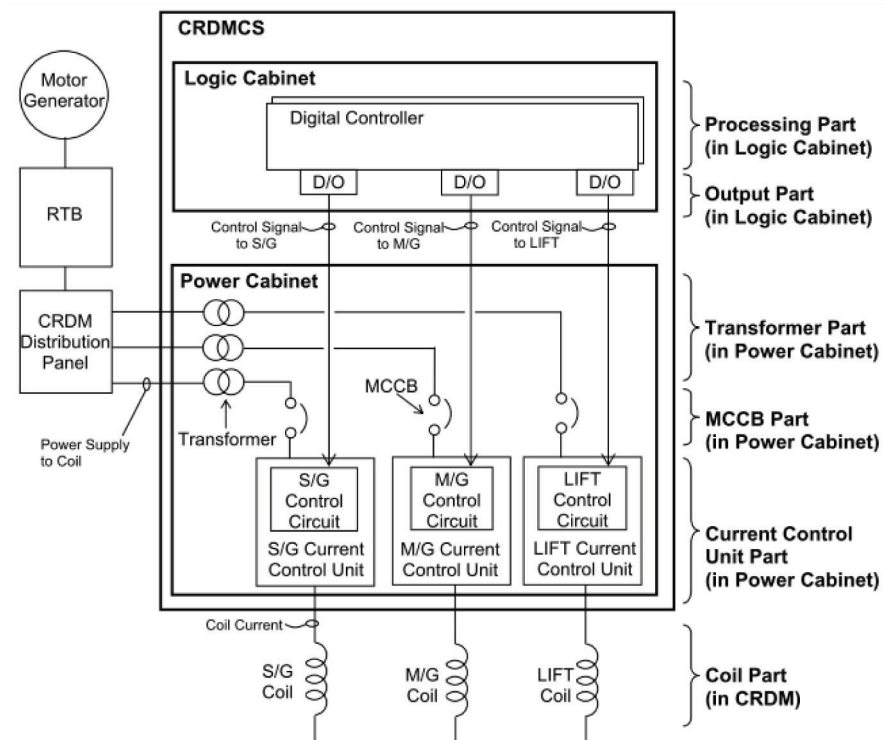 CRDMCS
Logic Cabinet
Motor
Generator
Digital Controller
Processing Part
(in Logic Cabinet)
D/O
D/O
D/O
RTB
Output Part
(in Logic Cabinet)
Control Signal
to S/G
Control Signal
to M/G
Control Signal
to LIFT
Power Cabinet
CRDM
Distribution
Panel
Transformer Part
(in Power Cabinet)
MCCB
MCCB Part
(in Power Cabinet)
Transformer
Power Supply
to Coil
S/G
Control
Circuit
S/G Current
Control Unit
M/G
Control
Circuit
M/G Current
Control Unit
LIFT
Control
Circuit
LIFT Current
Control Unit
Current Control
Unit Part
(in Power Cabinet)
Coil Current
S/G
Coil
M/G
Coil
LIFT
Coil
Coil Part
(in CRDM)